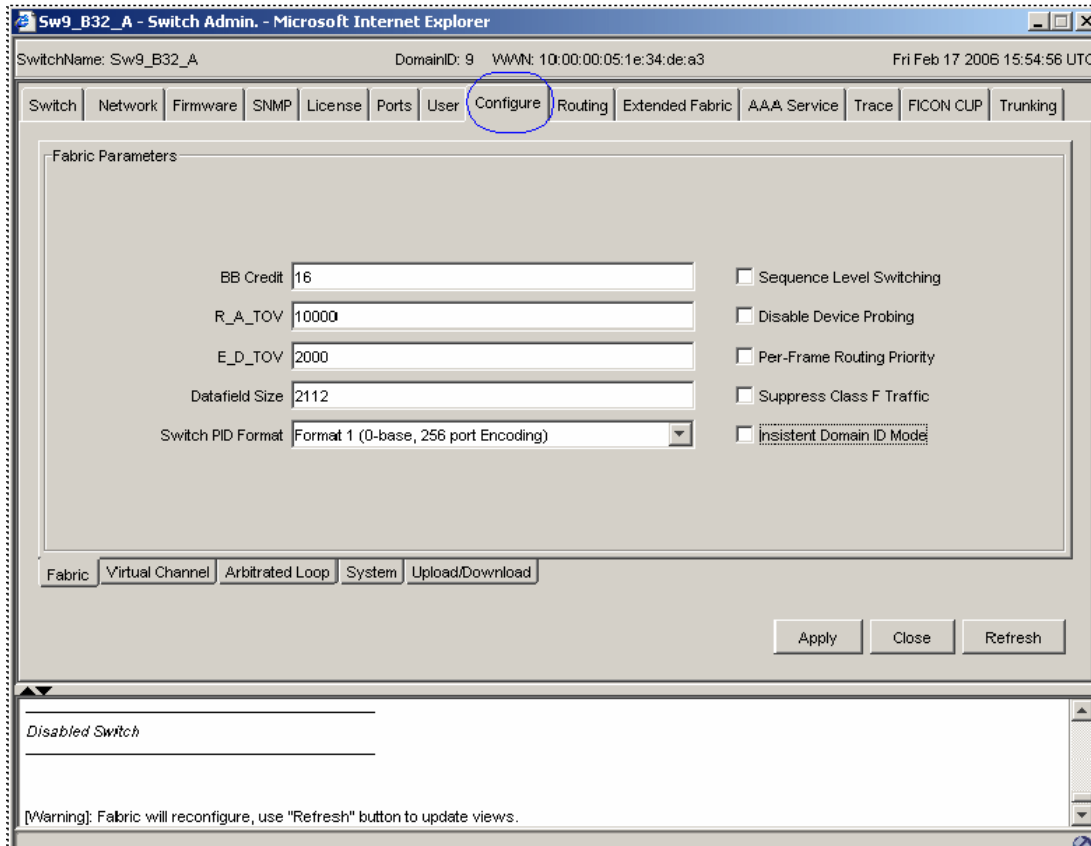 Sw9_B32_A - Switch Admin. - Microsoft Internet Explorer
SwitchName: Sw9_B32_A DomainID: 9 WWN: 10:00:00:05:1e:34:de:a3 Fri Feb 17 2006 15:54:56 UTC
Switch Network Firmware SNMP License Ports User Configure Routing Extended Fabric AAA Service Trace FICON CUP Trunking
Fabric Parameters
BB Credit 16 Sequence Level Switching
R_A_TOV 10000 Disable Device Probing
E_D_TOV 2000 Per-Frame Routing Priority
Datafield Size 2112 Suppress Class F Traffic
Switch PID Format Format 1 (0-base, 256 port Encoding) Insistent Domain ID Mode
Fabric Virtual Channel Arbitrated Loop System Upload/Download
Apply Close Refresh
Disabled Switch
[Warning]: Fabric will reconfigure, use "Refresh" button to update views.